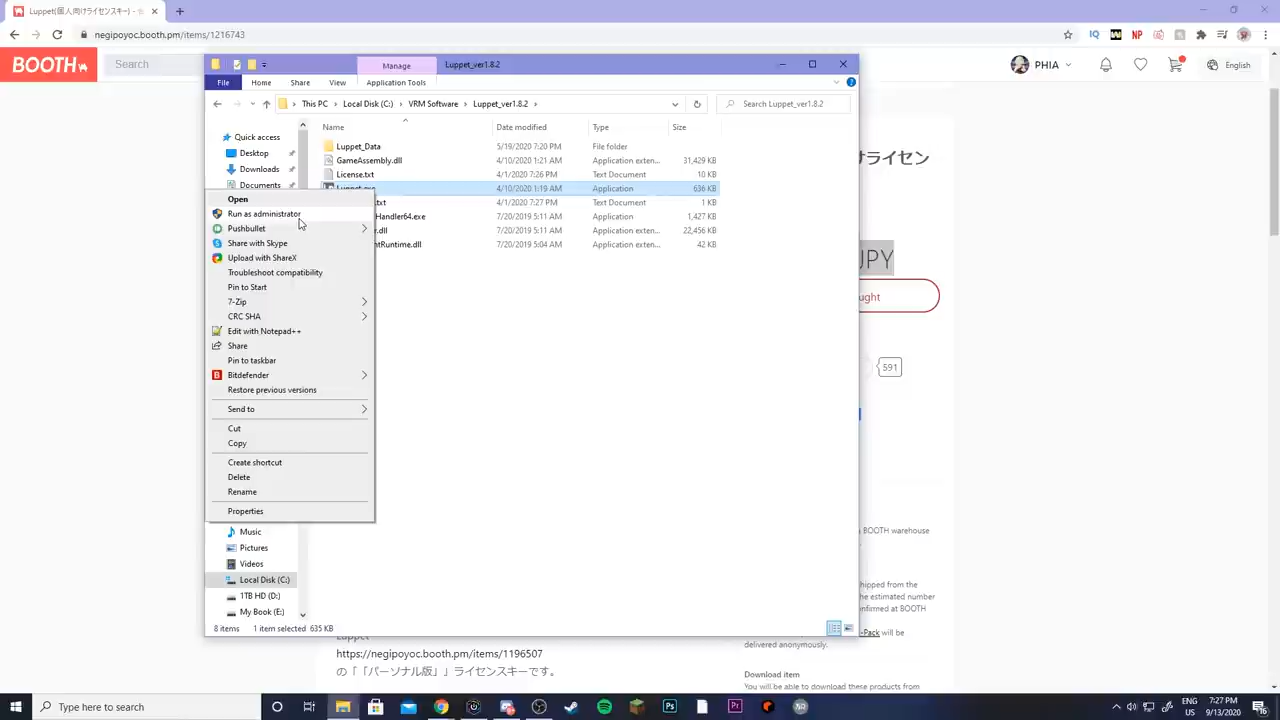 Luppet(個人向けライセンスキー) - ね
negipoyoc.booth.pm/items/1216743
BOOTH
Search
PHIA
English
Manage
Luppet_ver1.8.2
File
Home
Share
View
Application Tools
This PC
Local Disk (C:)
VRM Software
Luppet_ver1.8.2
Search Luppet_ver1.8.2
Name
Date modified
Type
Size
Quick access
Desktop
Downloads
Documents
Luppet_Data 5/19/2020 7:20 PM File folder
GameAssembly.dll 4/10/2020 1:21 AM Application exten... 31,429 KB
License.txt 4/1/2020 7:26 PM Text Document 10 KB
Luppet.exe 4/10/2020 1:19 AM Application 636 KB
.txt 4/1/2020 7:27 PM Text Document 1 KB
Handler64.exe 7/20/2019 5:11 AM Application 1,427 KB
r.dll 7/20/2019 5:11 AM Application exten... 22,456 KB
ntRuntime.dll 7/20/2019 5:04 AM Application exten... 42 KB
Open
Run as administrator
Pushbullet
Share with Skype
Upload with ShareX
Troubleshoot compatibility
Pin to Start
7-Zip
CRC SHA
Edit with Notepad++
Share
Pin to taskbar
Bitdefender
Restore previous versions
Send to
Cut
Copy
Create shortcut
Delete
Rename
Properties
Music
Pictures
Videos
Local Disk (C:)
1TB HD (D:)
My Book (E:)
8 items 1 item selected 635 KB
けライセン
JPY
ught
591
BOOTH warehouse
shipped from the
he estimated number
onfirmed at BOOTH
-Pack will be
delivered anonymously.
Download item
You will be able to download these products from
Luppet
https://negipoyoc.booth.pm/items/1196507
の「「パーソナル版」」ライセンスキーです。
Type here to search
ENG
US
7:27 PM
9/13/2020